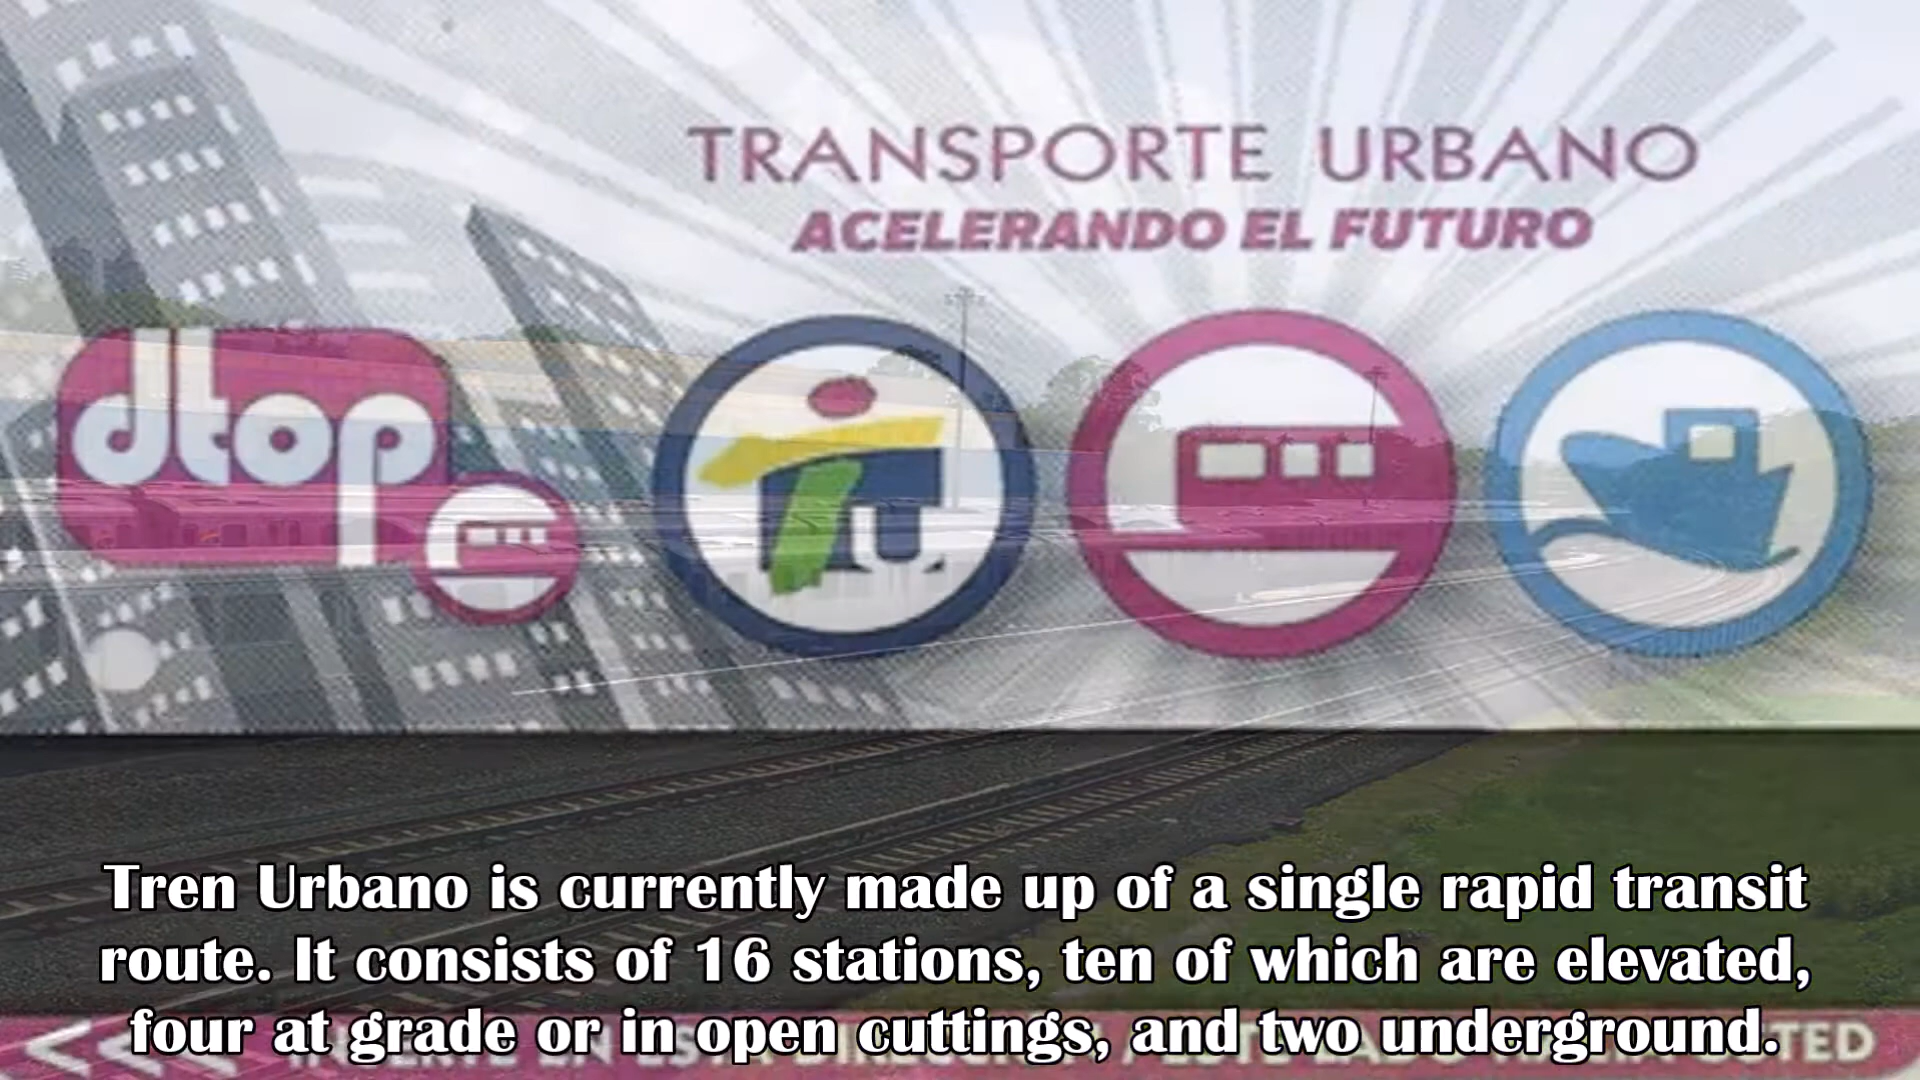 TRANSPORTE URBANO
ACELERANDO EL FUTURO
dtop
iTU
Tren Urbano is currently made up of a single rapid transit
route. It consists of 16 stations, ten of which are elevated,
four at grade or in open cuttings, and two underground.